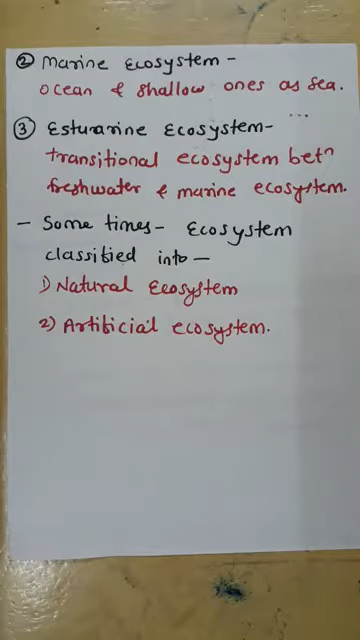 ② Marine Ecosystem -
Ocean & shallow ones as sea.
...
③ Esturarine Ecosystem-
transitional ecosystem betn
freshwater & marine ecosystem.
- Some times - Ecosystem
classified into -
1) Natural Ecosystem
2) Artificial ecosystem.